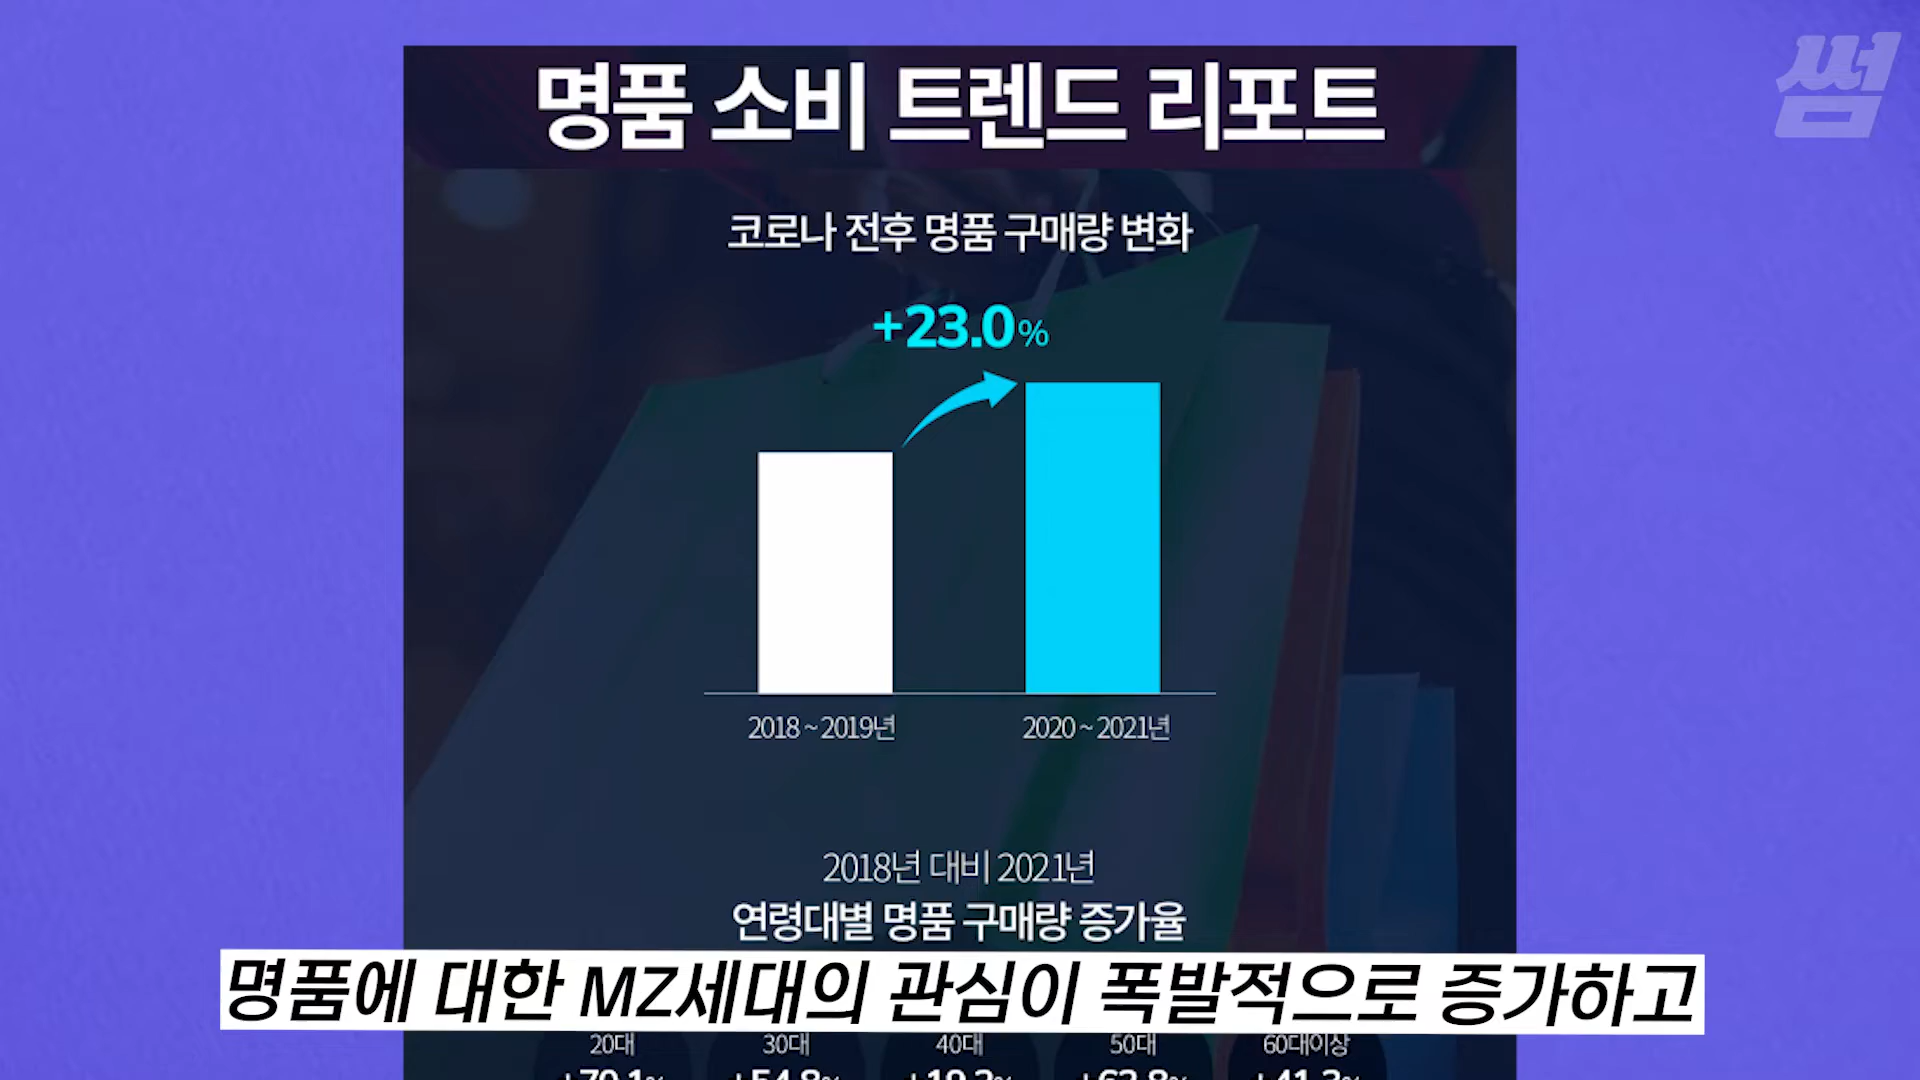 썸
명품 소비 트렌드 리포트
코로나 전후 명품 구매량 변화
+23.0%
2018 ~ 2019년
2020 ~ 2021년
2018년 대비 2021년
연령대별 명품 구매량 증가율
명품에 대한 MZ세대의 관심이 폭발적으로 증가하고
20대
30대
40대
50대
60대이상